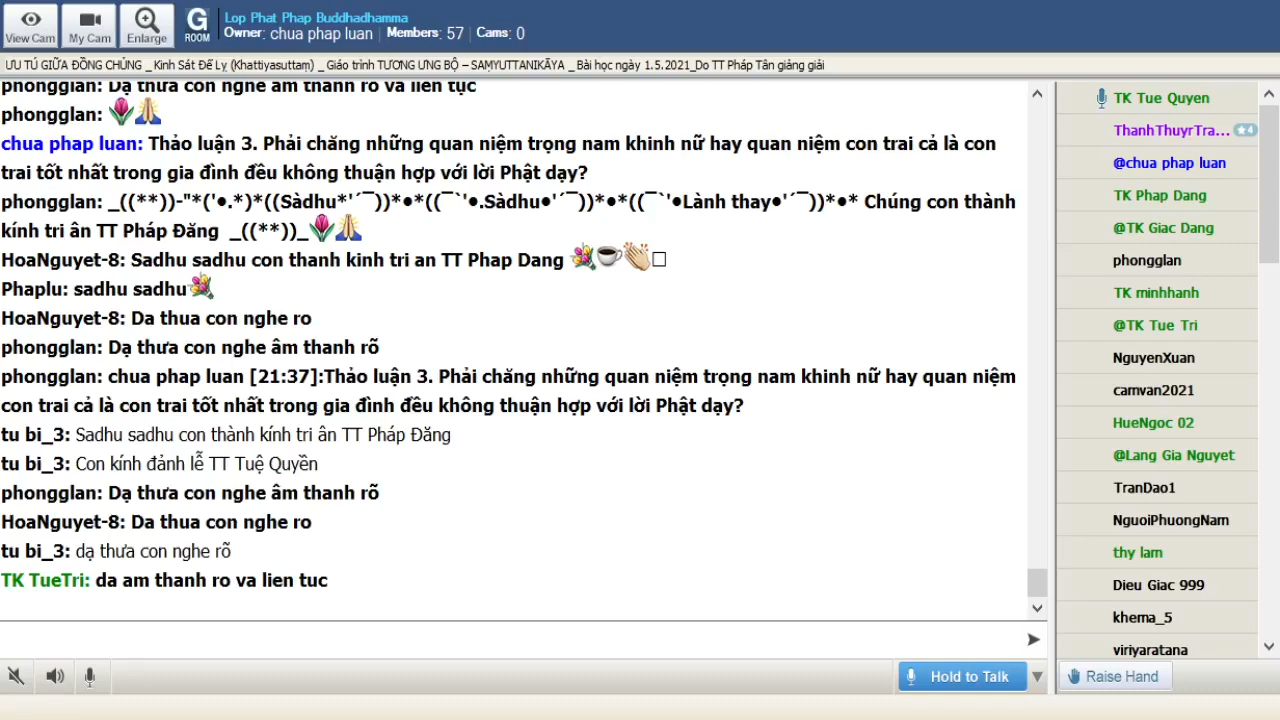 View Cam
My Cam
Enlarge
G
ROOM
Lop Phat Phap Buddhadhamma
Owner: chua phap luan | Members: 57 | Cams: 0
ƯU TÚ GIỮA ĐỒNG CHỦNG _Kinh Sát Đế Lỵ (Khattiyasuttaṃ) _ Giáo trình TƯƠNG ƯNG BỘ – SAṂYUTTANIKĀYA _Bài học ngày 1.5.2021_Do TT Pháp Tân giảng giải
phongglan: Dạ thưa con nghe âm thanh rõ và liên tục
phongglan:
chua phap luan: Thảo luận 3. Phải chăng những quan niệm trọng nam khinh nữ hay quan niệm con trai cả là con
trai tốt nhất trong gia đình đều không thuận hợp với lời Phật dạy?
phongglan: _((**))-"*('•.*)*((Sàdhu*'´¯))*•*((¯`'•.Sàdhu•'´¯))*•*((¯`'•Lành thay•'´¯))*•* Chúng con thành
kính tri ân TT Pháp Đăng _((**))_
HoaNguyet-8: Sadhu sadhu con thanh kinh tri an TT Phap Dang
Phaplu: sadhu sadhu
HoaNguyet-8: Da thua con nghe ro
phongglan: Dạ thưa con nghe âm thanh rõ
phongglan: chua phap luan [21:37]:Thảo luận 3. Phải chăng những quan niệm trọng nam khinh nữ hay quan niệm
con trai cả là con trai tốt nhất trong gia đình đều không thuận hợp với lời Phật dạy?
tu bi_3: Sadhu sadhu con thành kính tri ân TT Pháp Đăng
tu bi_3: Con kính đảnh lễ TT Tuệ Quyền
phongglan: Dạ thưa con nghe âm thanh rõ
HoaNguyet-8: Da thua con nghe ro
tu bi_3: dạ thưa con nghe rõ
TK TueTri: da am thanh ro va lien tuc
Hold to Talk
TK Tue Quyen
ThanhThuyrTra... ★4
@chua phap luan
TK Phap Dang
@TK Giac Dang
phongglan
TK minhhanh
@TK Tue Tri
NguyenXuan
camvan2021
HueNgoc 02
@Lang Gia Nguyet
TranDao1
NguoiPhuongNam
thy lam
Dieu Giac 999
khema_5
viriyaratana
Raise Hand